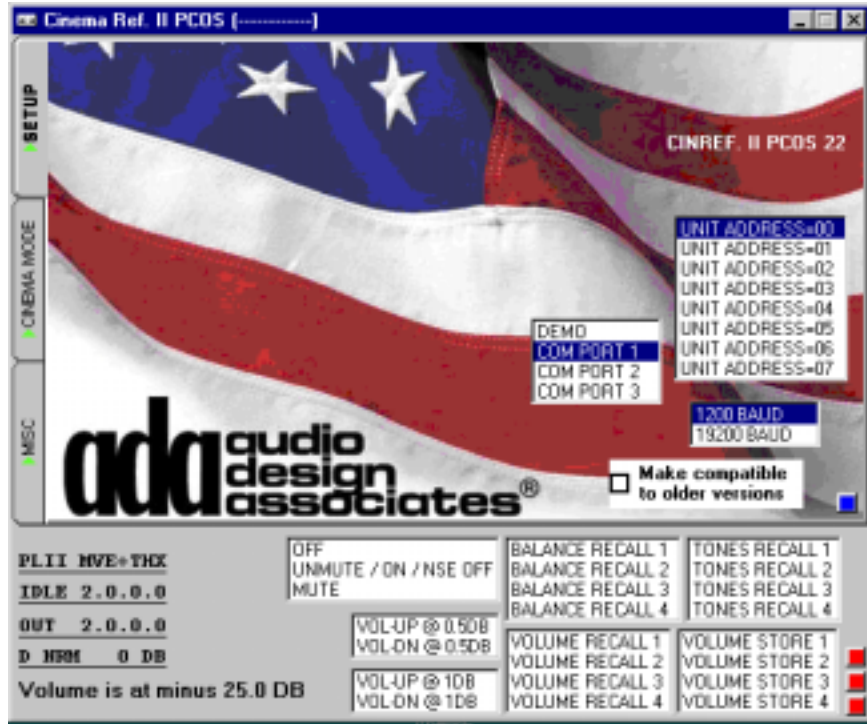 Cinema Ref. II PCOS (------------)
SETUP
CINEMA MODE
MISC
CINREF. II PCOS 22
UNIT ADDRESS=00
UNIT ADDRESS=01
UNIT ADDRESS=02
UNIT ADDRESS=03
UNIT ADDRESS=04
UNIT ADDRESS=05
UNIT ADDRESS=06
UNIT ADDRESS=07
DEMO
COM PORT 1
COM PORT 2
COM PORT 3
1200 BAUD
19200 BAUD
Make compatible
to older versions
ada
audio
design
associates®
PLII MVE+THX
IDLE 2.0.0.0
OUT 2.0.0.0
D NRM 0 DB
Volume is at minus 25.0 DB
OFF
UNMUTE / ON / NSE OFF
MUTE
VOL-UP @ 0.5DB
VOL-DN @ 0.5DB
VOL-UP @ 1DB
VOL-DN @ 1DB
BALANCE RECALL 1
BALANCE RECALL 2
BALANCE RECALL 3
BALANCE RECALL 4
TONES RECALL 1
TONES RECALL 2
TONES RECALL 3
TONES RECALL 4
VOLUME RECALL 1
VOLUME RECALL 2
VOLUME RECALL 3
VOLUME RECALL 4
VOLUME STORE 1
VOLUME STORE 2
VOLUME STORE 3
VOLUME STORE 4